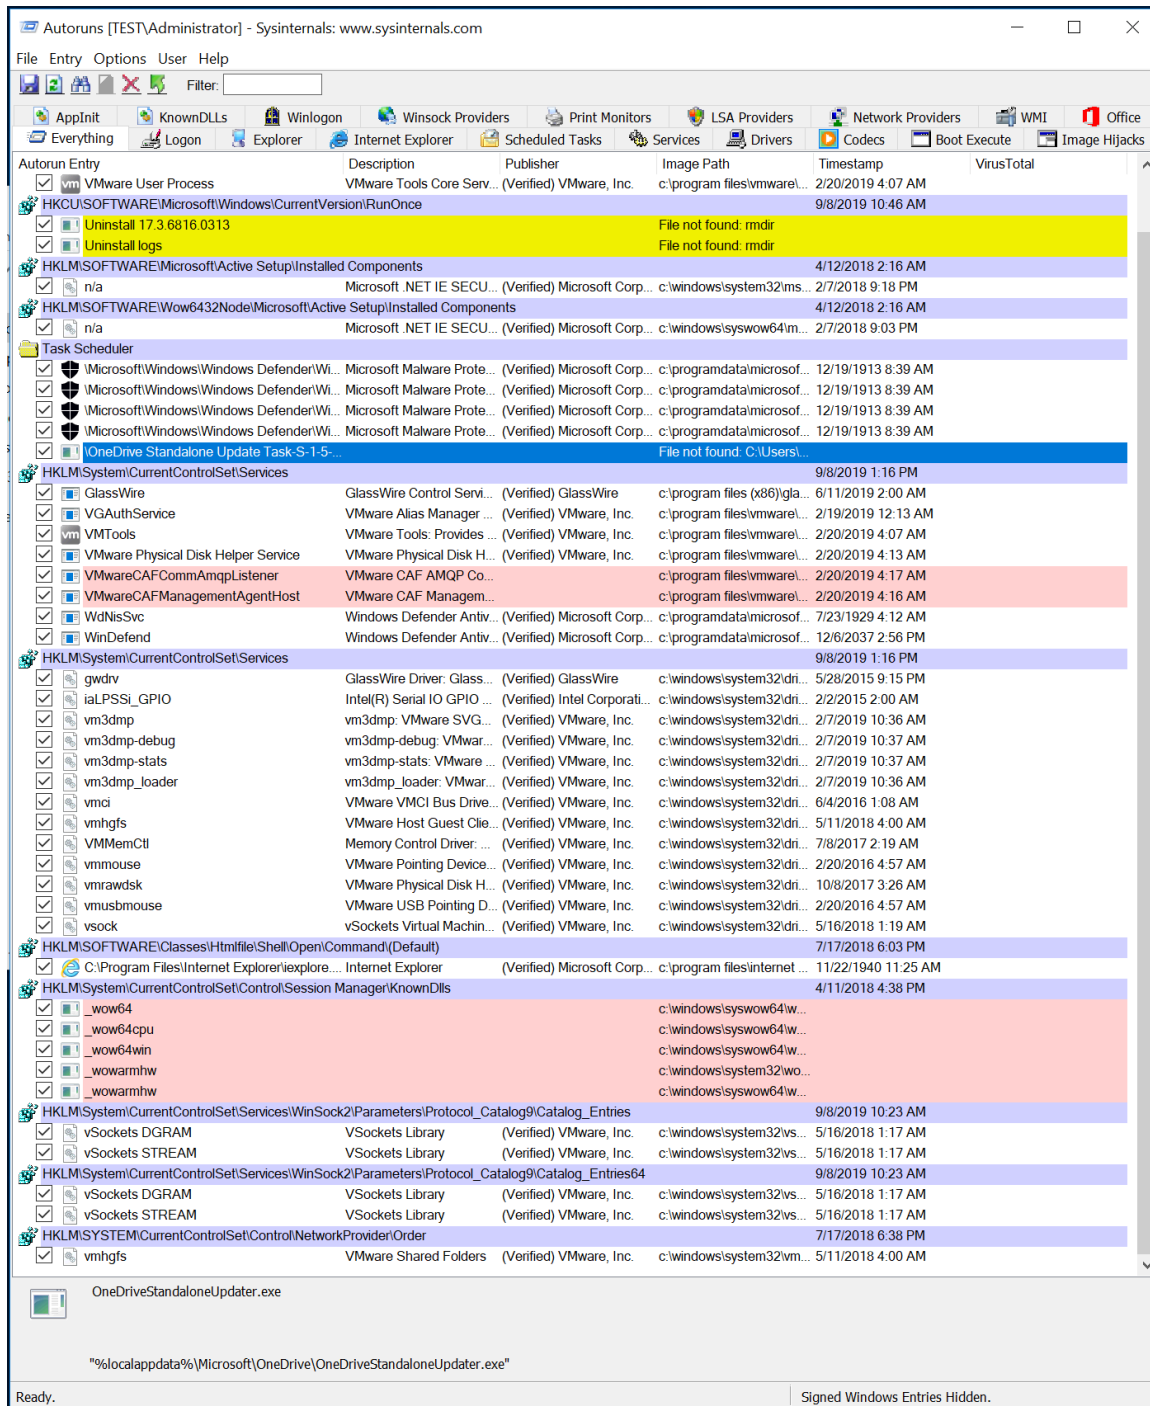 Autoruns [TEST\Administrator] - Sysinternals: www.sysinternals.com
File Entry Options User Help
Filter:
AppInit KnownDLLs Winlogon Winsock Providers Print Monitors LSA Providers Network Providers WMI Office
Everything Logon Explorer Internet Explorer Scheduled Tasks Services Drivers Codecs Boot Execute Image Hijacks
Autorun Entry Description Publisher Image Path Timestamp VirusTotal
vm VMware User Process VMware Tools Core Serv... (Verified) VMware, Inc. c:\program files\vmware\... 2/20/2019 4:07 AM
HKCU\SOFTWARE\Microsoft\Windows\CurrentVersion\RunOnce 9/8/2019 10:46 AM
Uninstall 17.3.6816.0313 File not found: rmdir
Uninstall logs File not found: rmdir
HKLM\SOFTWARE\Microsoft\Active Setup\Installed Components 4/12/2018 2:16 AM
n/a Microsoft .NET IE SECU... (Verified) Microsoft Corp... c:\windows\system32\ms... 2/7/2018 9:18 PM
HKLM\SOFTWARE\Wow6432Node\Microsoft\Active Setup\Installed Components 4/12/2018 2:16 AM
n/a Microsoft .NET IE SECU... (Verified) Microsoft Corp... c:\windows\syswow64\m... 2/7/2018 9:03 PM
Task Scheduler
\Microsoft\Windows\Windows Defender\Wi... Microsoft Malware Prote... (Verified) Microsoft Corp... c:\programdata\microsof... 12/19/1913 8:39 AM
\Microsoft\Windows\Windows Defender\Wi... Microsoft Malware Prote... (Verified) Microsoft Corp... c:\programdata\microsof... 12/19/1913 8:39 AM
\Microsoft\Windows\Windows Defender\Wi... Microsoft Malware Prote... (Verified) Microsoft Corp... c:\programdata\microsof... 12/19/1913 8:39 AM
\Microsoft\Windows\Windows Defender\Wi... Microsoft Malware Prote... (Verified) Microsoft Corp... c:\programdata\microsof... 12/19/1913 8:39 AM
\OneDrive Standalone Update Task-S-1-5-... File not found: C:\Users\...
HKLM\System\CurrentControlSet\Services 9/8/2019 1:16 PM
GlassWire GlassWire Control Servi... (Verified) GlassWire c:\program files (x86)\gla... 6/11/2019 2:00 AM
VGAuthService VMware Alias Manager ... (Verified) VMware, Inc. c:\program files\vmware\... 2/19/2019 12:13 AM
vm VMTools VMware Tools: Provides ... (Verified) VMware, Inc. c:\program files\vmware\... 2/20/2019 4:07 AM
VMware Physical Disk Helper Service VMware Physical Disk H... (Verified) VMware, Inc. c:\program files\vmware\... 2/20/2019 4:13 AM
VMwareCAFCommAmqpListener VMware CAF AMQP Co... c:\program files\vmware\... 2/20/2019 4:17 AM
VMwareCAFManagementAgentHost VMware CAF Managem... c:\program files\vmware\... 2/20/2019 4:16 AM
WdNisSvc Windows Defender Antiv... (Verified) Microsoft Corp... c:\programdata\microsof... 7/23/1929 4:12 AM
WinDefend Windows Defender Antiv... (Verified) Microsoft Corp... c:\programdata\microsof... 12/6/2037 2:56 PM
HKLM\System\CurrentControlSet\Services 9/8/2019 1:16 PM
gwdrv GlassWire Driver: Glass... (Verified) GlassWire c:\windows\system32\dri... 5/28/2015 9:15 PM
iaLPSSi_GPIO Intel(R) Serial IO GPIO ... (Verified) Intel Corporati... c:\windows\system32\dri... 2/2/2015 2:00 AM
vm3dmp vm3dmp: VMware SVG... (Verified) VMware, Inc. c:\windows\system32\dri... 2/7/2019 10:36 AM
vm3dmp-debug vm3dmp-debug: VMwar... (Verified) VMware, Inc. c:\windows\system32\dri... 2/7/2019 10:37 AM
vm3dmp-stats vm3dmp-stats: VMware ... (Verified) VMware, Inc. c:\windows\system32\dri... 2/7/2019 10:37 AM
vm3dmp_loader vm3dmp_loader: VMwar... (Verified) VMware, Inc. c:\windows\system32\dri... 2/7/2019 10:36 AM
vmci VMware VMCI Bus Drive... (Verified) VMware, Inc. c:\windows\system32\dri... 6/4/2016 1:08 AM
vmhgfs VMware Host Guest Clie... (Verified) VMware, Inc. c:\windows\system32\dri... 5/11/2018 4:00 AM
VMMemCtl Memory Control Driver: ... (Verified) VMware, Inc. c:\windows\system32\dri... 7/8/2017 2:19 AM
vmmouse VMware Pointing Device... (Verified) VMware, Inc. c:\windows\system32\dri... 2/20/2016 4:57 AM
vmrawdsk VMware Physical Disk H... (Verified) VMware, Inc. c:\windows\system32\dri... 10/8/2017 3:26 AM
vmusbmouse VMware USB Pointing D... (Verified) VMware, Inc. c:\windows\system32\dri... 2/20/2016 4:57 AM
vsock vSockets Virtual Machin... (Verified) VMware, Inc. c:\windows\system32\dri... 5/16/2018 1:19 AM
HKLM\SOFTWARE\Classes\Htmlfile\Shell\Open\Command\(Default) 7/17/2018 6:03 PM
C:\Program Files\Internet Explorer\iexplore.... Internet Explorer (Verified) Microsoft Corp... c:\program files\internet ... 11/22/1940 11:25 AM
HKLM\System\CurrentControlSet\Control\Session Manager\KnownDlls 4/11/2018 4:38 PM
_wow64 c:\windows\syswow64\w...
_wow64cpu c:\windows\syswow64\w...
_wow64win c:\windows\syswow64\w...
_wowarmhw c:\windows\system32\wo...
_wowarmhw c:\windows\syswow64\w...
HKLM\System\CurrentControlSet\Services\WinSock2\Parameters\Protocol_Catalog9\Catalog_Entries 9/8/2019 10:23 AM
vSockets DGRAM VSockets Library (Verified) VMware, Inc. c:\windows\system32\vs... 5/16/2018 1:17 AM
vSockets STREAM VSockets Library (Verified) VMware, Inc. c:\windows\system32\vs... 5/16/2018 1:17 AM
HKLM\System\CurrentControlSet\Services\WinSock2\Parameters\Protocol_Catalog9\Catalog_Entries64 9/8/2019 10:23 AM
vSockets DGRAM VSockets Library (Verified) VMware, Inc. c:\windows\system32\vs... 5/16/2018 1:17 AM
vSockets STREAM VSockets Library (Verified) VMware, Inc. c:\windows\system32\vs... 5/16/2018 1:17 AM
HKLM\SYSTEM\CurrentControlSet\Control\NetworkProvider\Order 7/17/2018 6:38 PM
vmhgfs VMware Shared Folders (Verified) VMware, Inc. c:\windows\system32\vm... 5/11/2018 4:00 AM
OneDriveStandaloneUpdater.exe
"%localappdata%\Microsoft\OneDrive\OneDriveStandaloneUpdater.exe"
Ready. Signed Windows Entries Hidden.